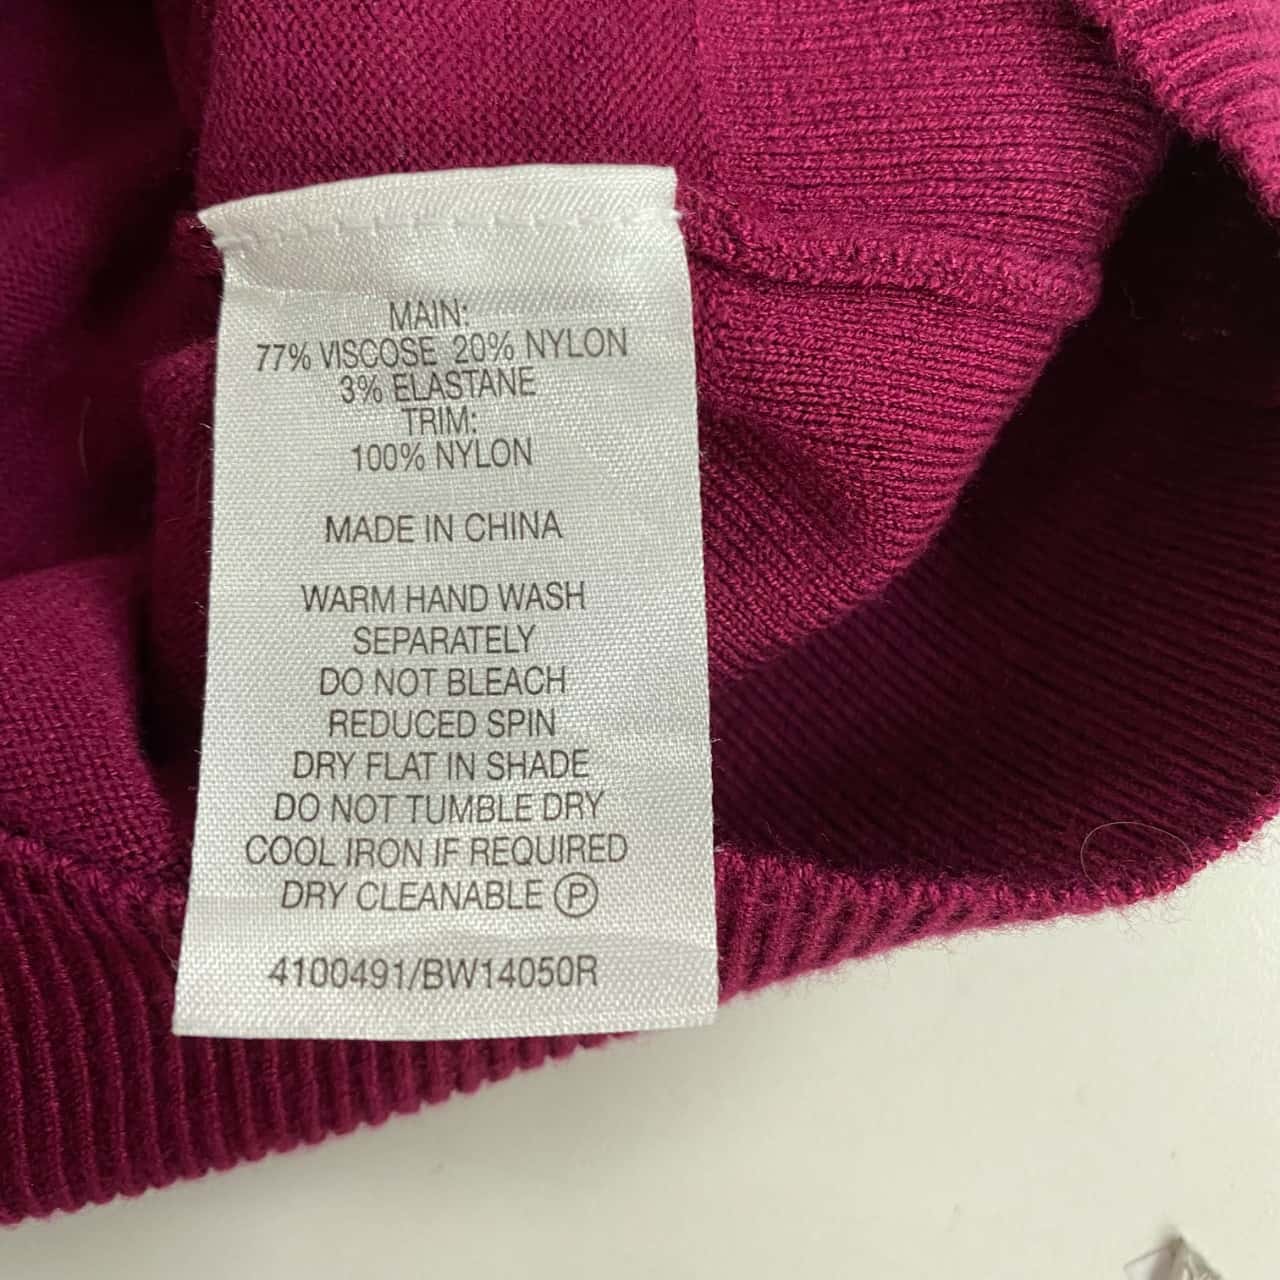 MAIN:
77% VISCOSE 20% NYLON
3% ELASTANE
TRIM:
100% NYLON
MADE IN CHINA
WARM HAND WASH
SEPARATELY
DO NOT BLEACH
REDUCED SPIN
DRY FLAT IN SHADE
DO NOT TUMBLE DRY
COOL IRON IF REQUIRED
DRY CLEANABLE Ⓟ
4100491/BW14050R